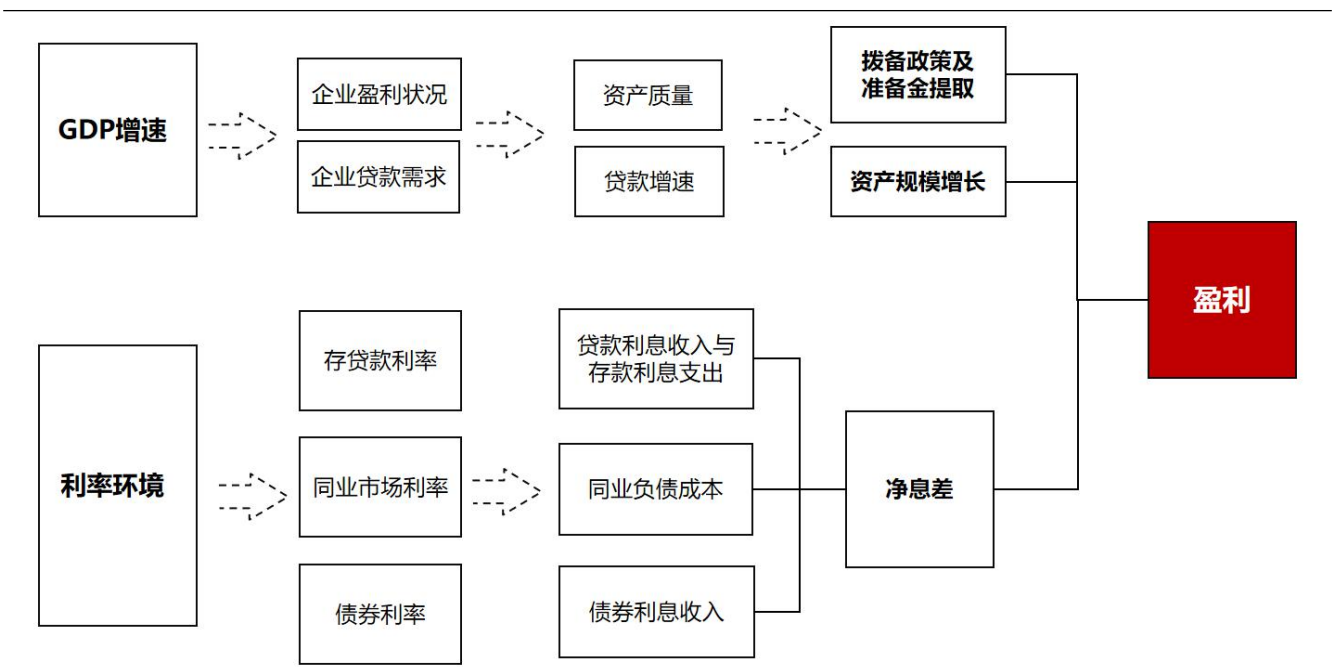 GDP增速
企业盈利状况
企业贷款需求
资产质量
贷款增速
拨备政策及
准备金提取
资产规模增长
盈利
利率环境
存贷款利率
同业市场利率
债券利率
贷款利息收入与
存款利息支出
同业负债成本
债券利息收入
净息差